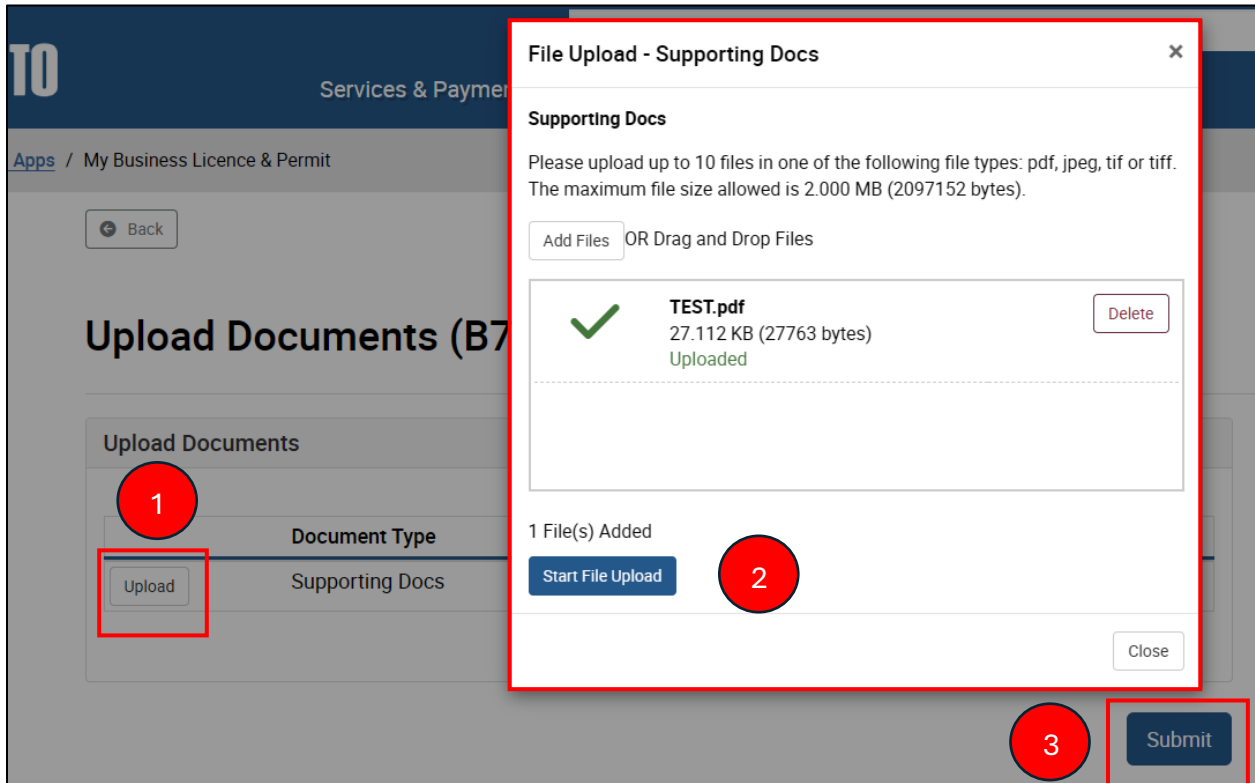 TO
Services & Paymen
Apps / My Business Licence & Permit
Back
Upload Documents (B7
Upload Documents
1
Document Type
Upload
Supporting Docs
File Upload - Supporting Docs
×
Supporting Docs
Please upload up to 10 files in one of the following file types: pdf, jpeg, tif or tiff.
The maximum file size allowed is 2.000 MB (2097152 bytes).
Add Files OR Drag and Drop Files
TEST.pdf
27.112 KB (27763 bytes)
Uploaded
Delete
1 File(s) Added
Start File Upload
2
Close
3
Submit